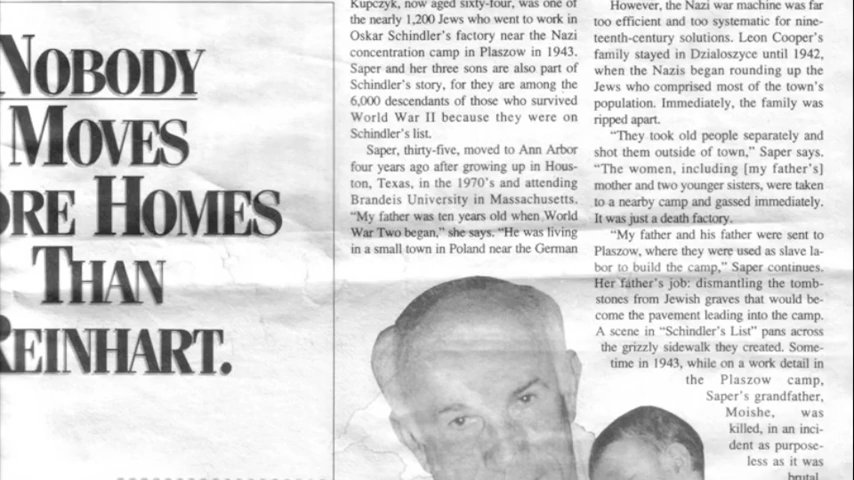 NOBODY
MOVES
ORE HOMES
THAN
REINHART.
Kupczyk, now aged sixty-four, was one of
the nearly 1,200 Jews who went to work in
Oskar Schindler's factory near the Nazi
concentration camp in Plaszow in 1943.
Saper and her three sons are also part of
Schindler's story, for they are among the
6,000 descendants of those who survived
World War II because they were on
Schindler's list.
Saper, thirty-five, moved to Ann Arbor
four years ago after growing up in Hous-
ton, Texas, in the 1970's and attending
Brandeis University in Massachusetts.
"My father was ten years old when World
War Two began," she says. "He was living
in a small town in Poland near the German
However, the Nazi war machine was far
too efficient and too systematic for nine-
teenth-century solutions. Leon Cooper's
family stayed in Dzialoszyce until 1942,
when the Nazis began rounding up the
Jews who comprised most of the town's
population. Immediately, the family was
ripped apart.
"They took old people separately and
shot them outside of town," Saper says.
"The women, including [my father's]
mother and two younger sisters, were taken
to a nearby camp and gassed immediately.
It was just a death factory.
"My father and his father were sent to
Plaszow, where they were used as slave la-
bor to build the camp," Saper continues.
Her father's job: dismantling the tomb-
stones from Jewish graves that would be-
come the pavement leading into the camp.
A scene in "Schindler's List" pans across
the grizzly sidewalk they created. Some-
time in 1943, while on a work detail in
the Plaszow camp,
Saper's grandfather,
Moishe, was
killed, in an inci-
dent as purpose-
less as it was
brutal.